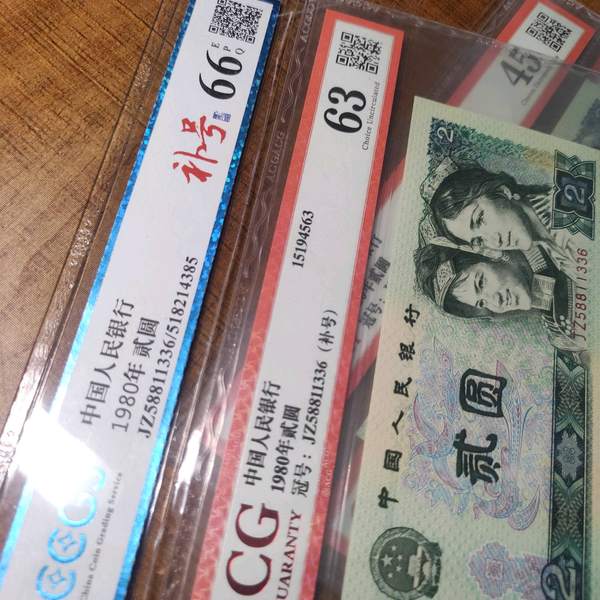 中国人民银行
1980年 贰圆
JZ58811336/518214385
补号
66
EPQ
China Coin Grading Service
CG
UARANTY
中国人民银行
1980年贰圆
冠号：JZ58811336（补号）
15194563
63
Choice Uncirculated
45
中国人民银行
贰圆
JZ58811336
2
2
2